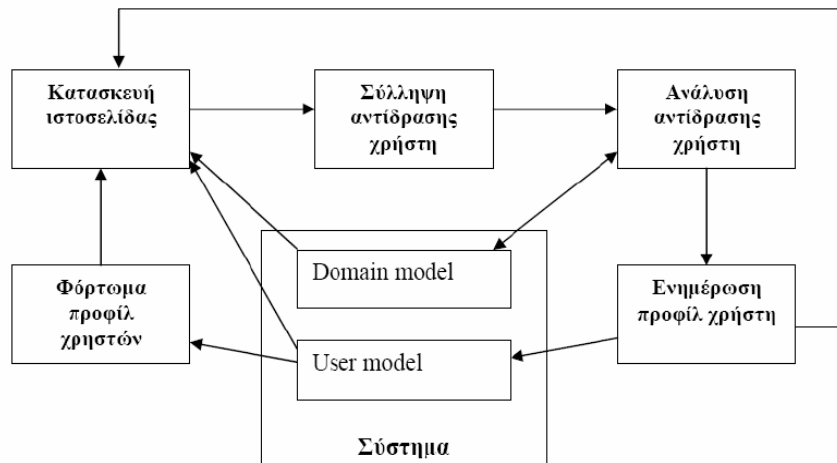 Κατασκευή
ιστοσελίδας
Σύλληψη
αντίδρασης
χρήστη
Ανάλυση
αντίδρασης
χρήστη
Φόρτωμα
προφίλ
χρηστών
Domain model
User model
Ενημέρωση
προφίλ χρήστη
Σύστημα